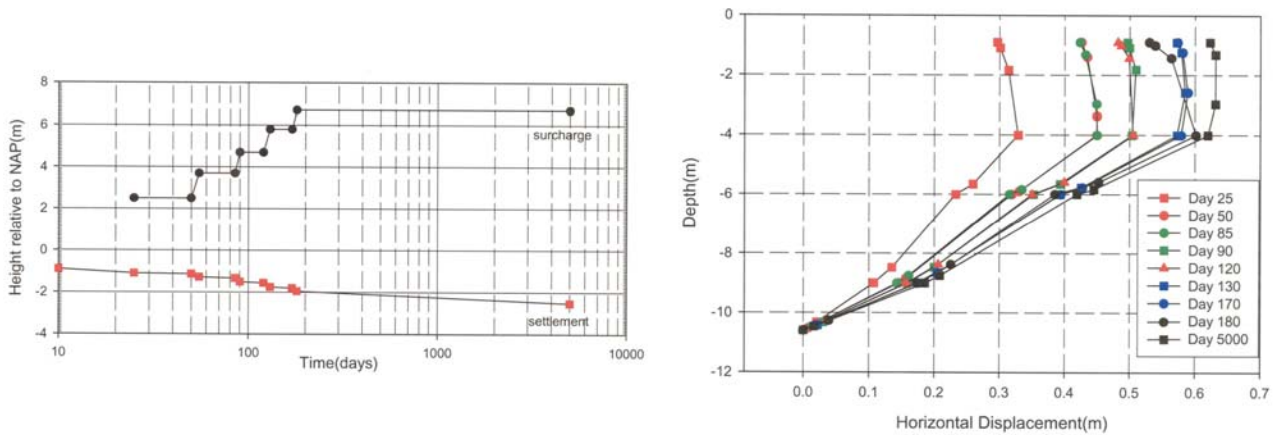 Height relative to NAP(m)
8
6
4
2
0
-2
-4
surcharge
settlement
10
100
1000
10000
Time(days)
Depth(m)
0
-2
-4
-6
-8
-10
-12
Day 25
Day 50
Day 85
Day 90
Day 120
Day 130
Day 170
Day 180
Day 5000
0.0
0.1
0.2
0.3
0.4
0.5
0.6
0.7
Horizontal Displacement(m)